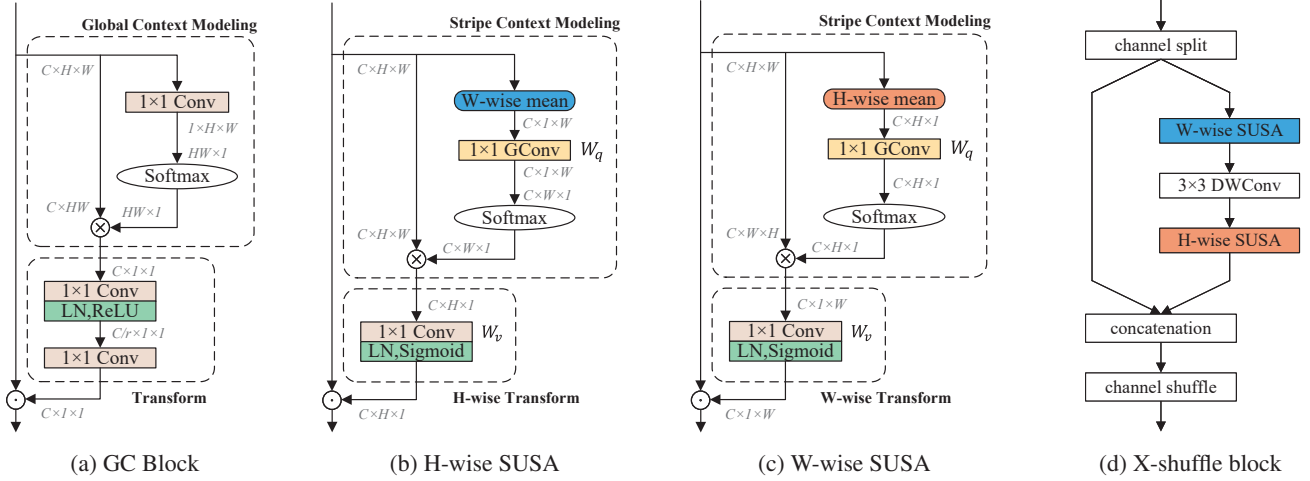 Global Context Modeling
C×H×W
1×1 Conv
1×H×W
HW×1
Softmax
C×HW
HW×1
C×1×1
1×1 Conv
LN,ReLU
C/r×1×1
1×1 Conv
Transform
C×1×1
(a) GC Block
Stripe Context Modeling
C×H×W
W-wise mean
C×1×W
1×1 GConv
W_q
C×1×W
C×W×1
Softmax
C×H×W
C×W×1
C×H×1
1×1 Conv
W_v
LN,Sigmoid
H-wise Transform
C×H×1
(b) H-wise SUSA
Stripe Context Modeling
C×H×W
H-wise mean
C×H×1
1×1 GConv
W_q
C×H×1
Softmax
C×W×H
C×H×1
C×1×W
1×1 Conv
W_v
LN,Sigmoid
W-wise Transform
C×1×W
(c) W-wise SUSA
channel split
W-wise SUSA
3×3 DWConv
H-wise SUSA
concatenation
channel shuffle
(d) X-shuffle block